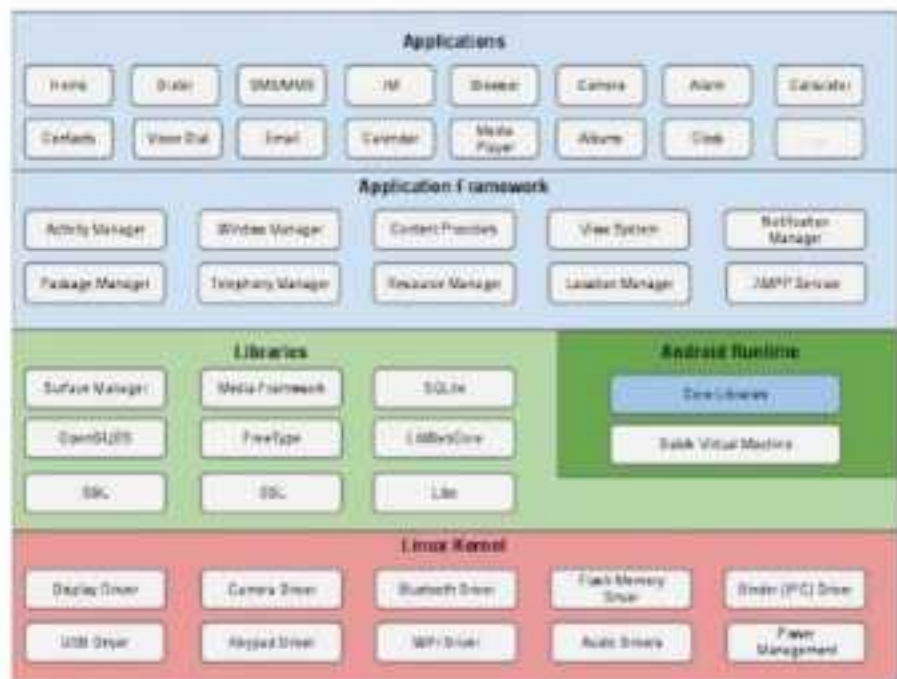 Applications
Home
Dialer
SMS/MMS
IM
Browser
Camera
Alarm
Calculator
Contacts
Voice Dial
Email
Calendar
Media
Player
Albums
Clock
Application Framework
Activity Manager
Window Manager
Content Providers
View System
Notification
Manager
Package Manager
Telephony Manager
Resource Manager
Location Manager
XMPP Service
Libraries
Android Runtime
Surface Manager
Media Framework
SQLite
Core Libraries
OpenGL|ES
FreeType
LibWebCore
Dalvik Virtual Machine
SGL
SSL
Libc
Linux Kernel
Display Driver
Camera Driver
Bluetooth Driver
Flash Memory
Driver
Binder (IPC) Driver
USB Driver
Keypad Driver
WiFi Driver
Audio Drivers
Power
Management